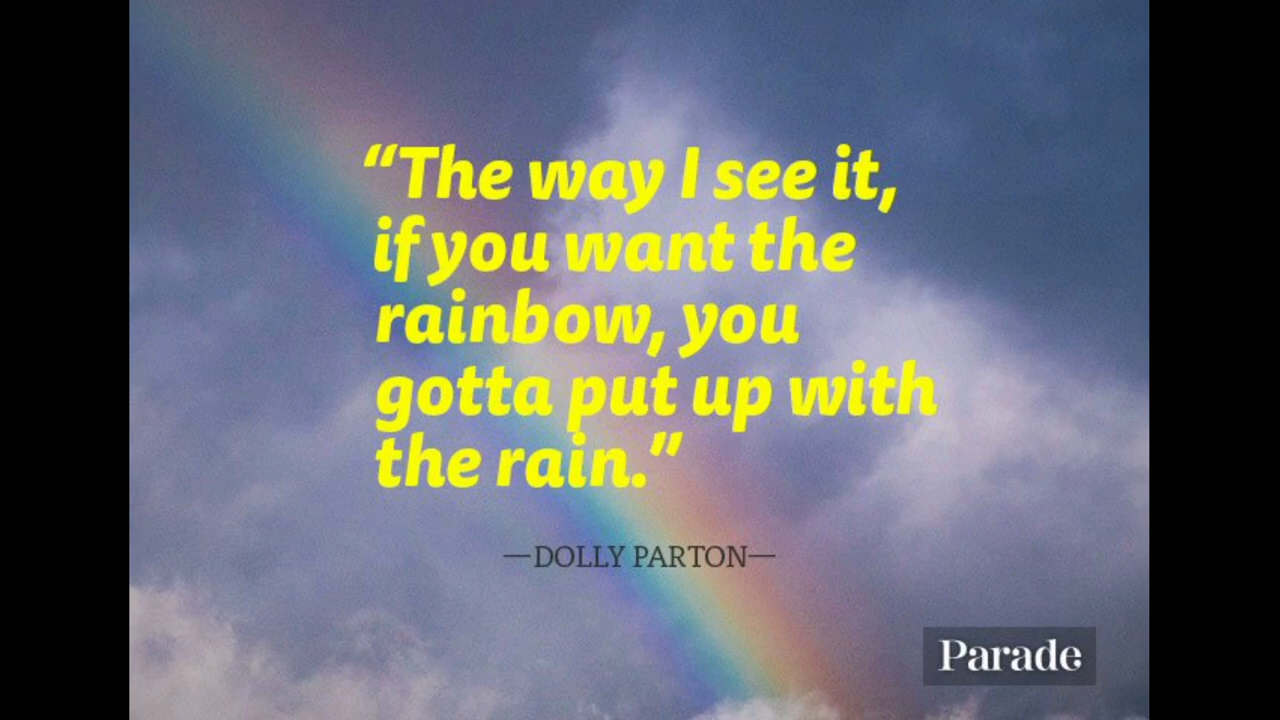 “The way I see it,
if you want the
rainbow, you
gotta put up with
the rain.”
—DOLLY PARTON—
Parade